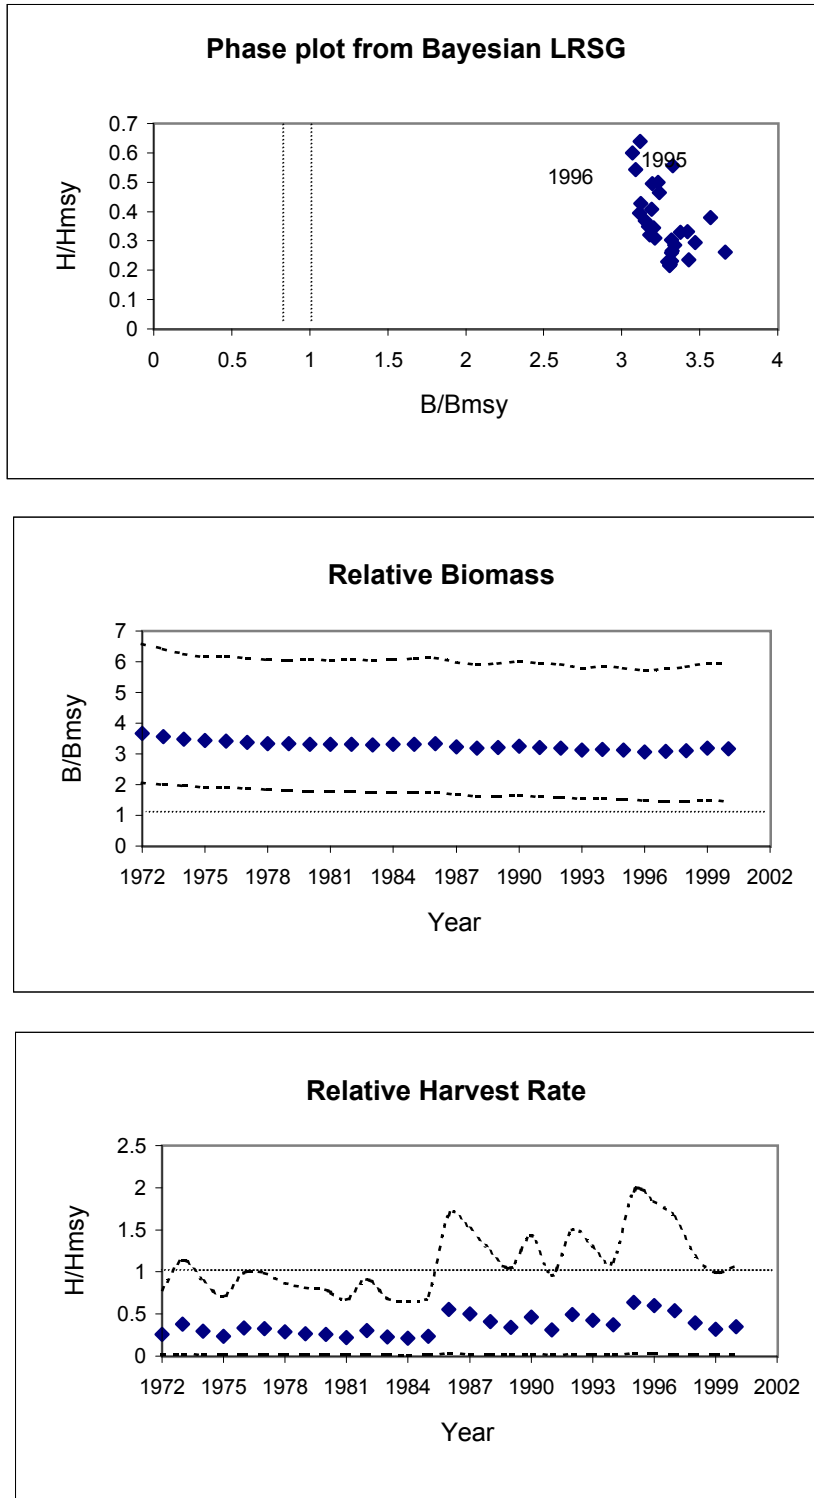 Phase plot from Bayesian LRSG
0.7
0.6
0.5
0.4
0.3
0.2
0.1
0
H/Hmsy
1995
1996
0 0.5 1 1.5 2 2.5 3 3.5 4
B/Bmsy
Relative Biomass
7
6
5
4
3
2
1
0
B/Bmsy
1972 1975 1978 1981 1984 1987 1990 1993 1996 1999 2002
Year
Relative Harvest Rate
2.5
2
1.5
1
0.5
0
H/Hmsy
1972 1975 1978 1981 1984 1987 1990 1993 1996 1999 2002
Year